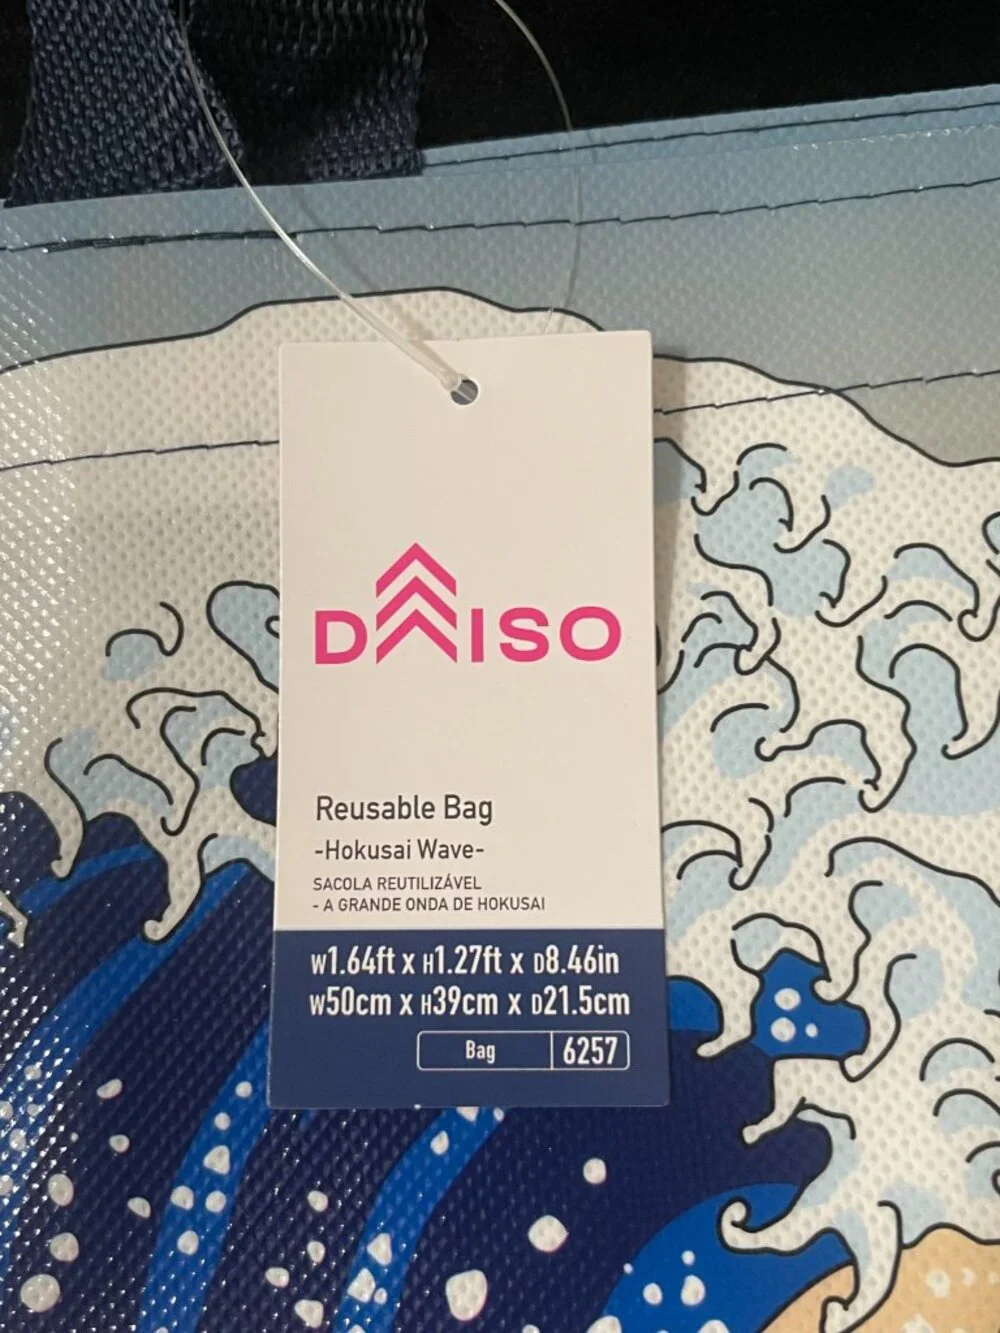 DAISO
Reusable Bag
-Hokusai Wave-
SACOLA REUTILIZÁVEL
- A GRANDE ONDA DE HOKUSAI
W1.64ft x H1.27ft x D8.46in
W50cm x H39cm x D21.5cm
Bag 6257